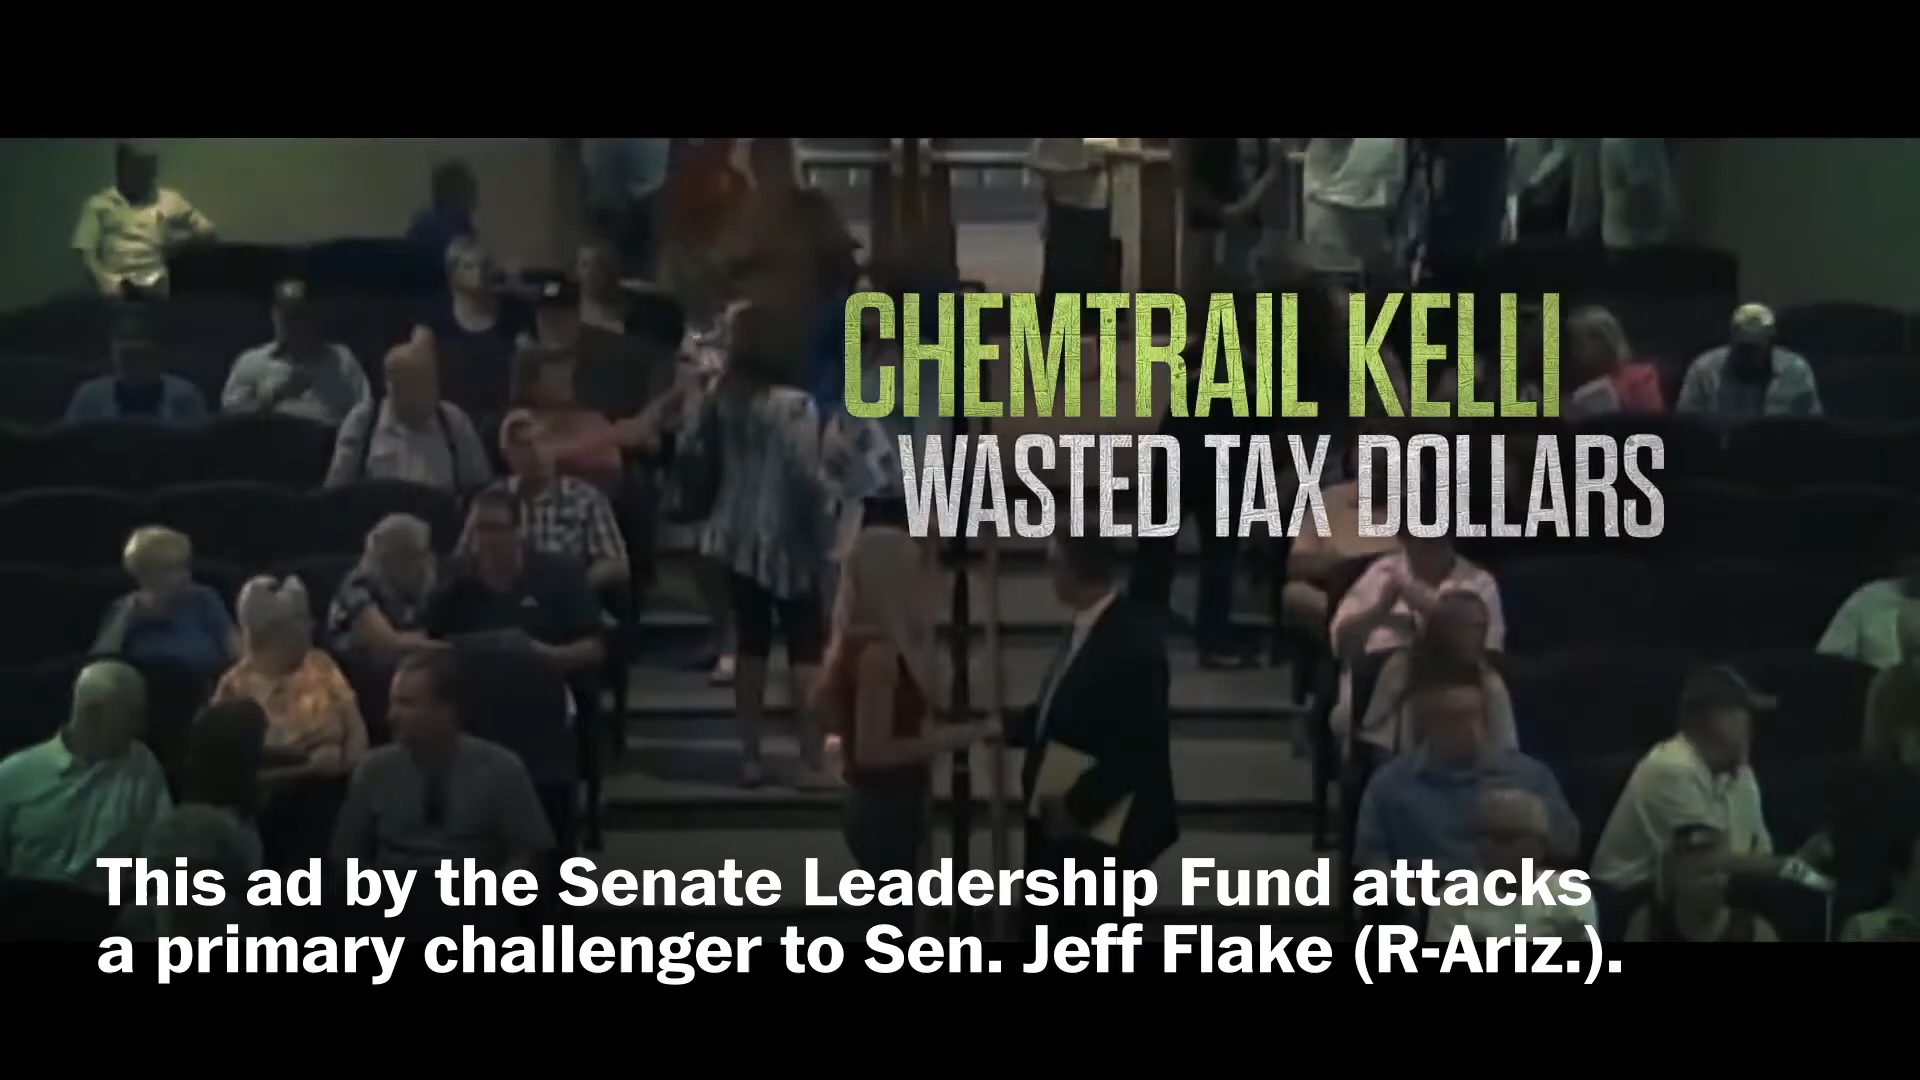 CHEMTRAIL KELLI
WASTED TAX DOLLARS
This ad by the Senate Leadership Fund attacks
a primary challenger to Sen. Jeff Flake (R-Ariz.).